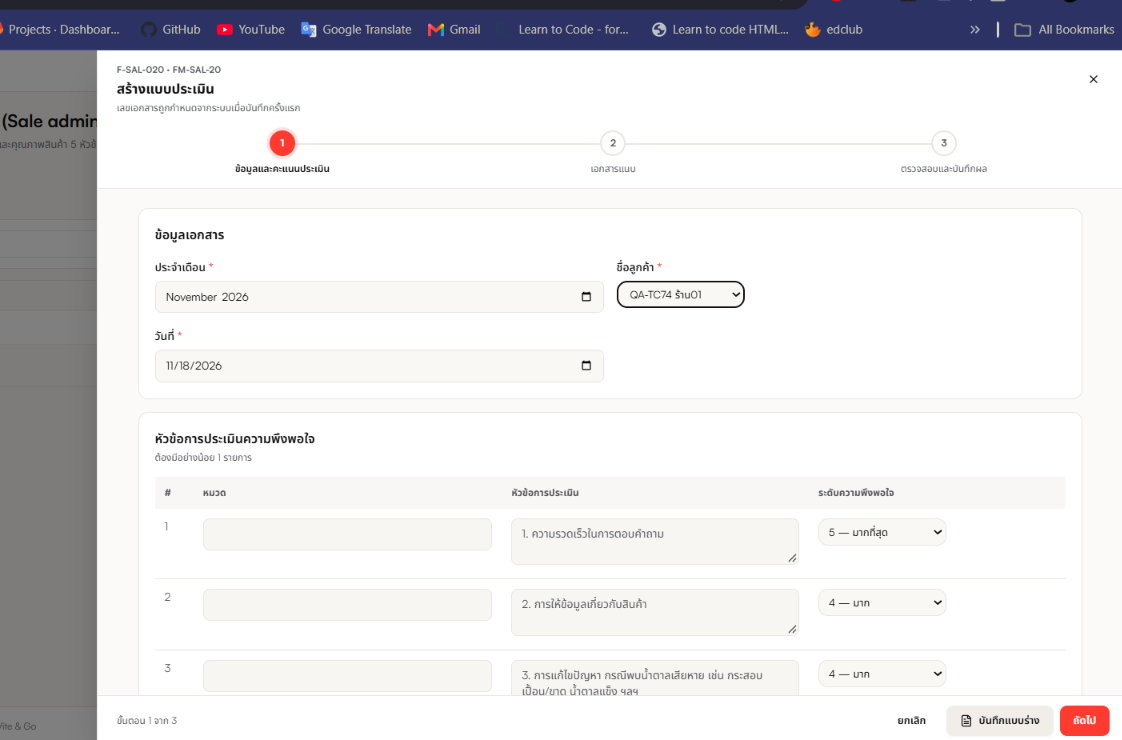 Projects · Dashboar...
GitHub
YouTube
Google Translate
Gmail
Learn to Code - for...
Learn to code HTML...
edclub
All Bookmarks
F-SAL-020 · FM-SAL-20
สร้างแบบประเมิน
เลขเอกสารถูกกำหนดจากระบบเมื่อบันทึกครั้งแรก
(Sale admin
ละคุณภาพสินค้า 5 หัวข้
1
2
3
ข้อมูลและคะแนนประเมิน
เอกสารแนบ
ตรวจสอบและบันทึกผล
ข้อมูลเอกสาร
ประจำเดือน *
ชื่อลูกค้า *
November 2026
QA-TC74 ร้าน01
วันที่ *
11/18/2026
หัวข้อการประเมินความพึงพอใจ
ต้องมีอย่างน้อย 1 รายการ
# หมวด หัวข้อการประเมิน ระดับความพึงพอใจ
1 1. ความรวดเร็วในการตอบคำถาม 5 — มากที่สุด
2 2. การให้ข้อมูลเกี่ยวกับสินค้า 4 — มาก
3 3. การแก้ไขปัญหา กรณีพบน้ำตาลเสียหาย เช่น กระสอบ 4 — มาก
เปื้อน/ขาด น้ำตาลแข็ง ฯลฯ
Vite & Go
ขั้นตอน 1 จาก 3
ยกเลิก
บันทึกแบบร่าง
ถัดไป